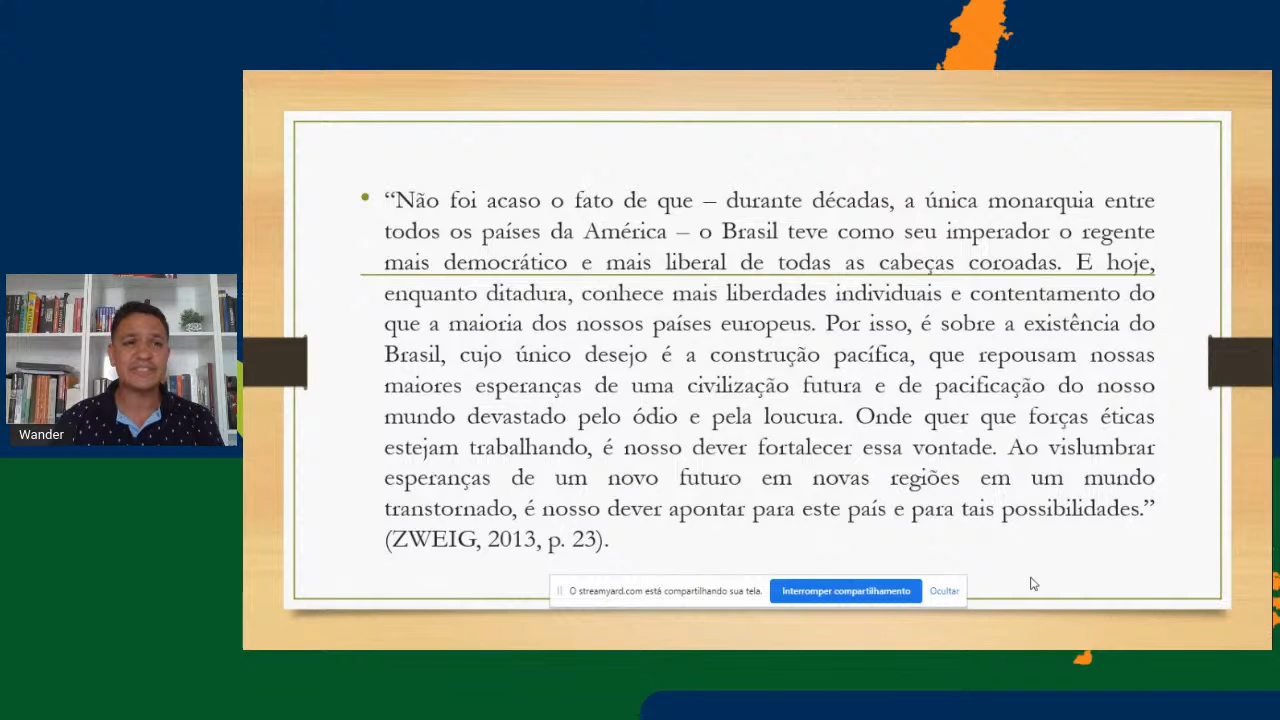 • “Não foi acaso o fato de que – durante décadas, a única monarquia entre
todos os países da América – o Brasil teve como seu imperador o regente
mais democrático e mais liberal de todas as cabeças coroadas. E hoje,
enquanto ditadura, conhece mais liberdades individuais e contentamento do
que a maioria dos nossos países europeus. Por isso, é sobre a existência do
Brasil, cujo único desejo é a construção pacífica, que repousam nossas
maiores esperanças de uma civilização futura e de pacificação do nosso
mundo devastado pelo ódio e pela loucura. Onde quer que forças éticas
estejam trabalhando, é nosso dever fortalecer essa vontade. Ao vislumbrar
esperanças de um novo futuro em novas regiões em um mundo
transtornado, é nosso dever apontar para este país e para tais possibilidades.”
(ZWEIG, 2013, p. 23).
Wander
O streamyard.com está compartilhando sua tela. Interromper compartilhamento Ocultar